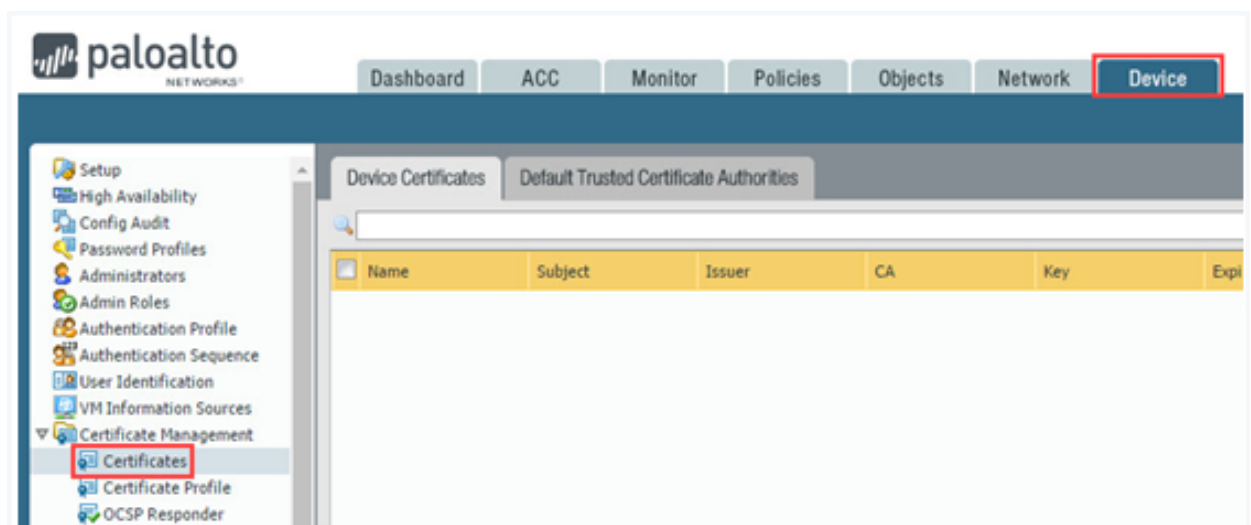 paloalto
NETWORKS®
Dashboard ACC Monitor Policies Objects Network Device
Setup
High Availability
Config Audit
Password Profiles
Administrators
Admin Roles
Authentication Profile
Authentication Sequence
User Identification
VM Information Sources
Certificate Management
Certificates
Certificate Profile
OCSP Responder
Device Certificates Default Trusted Certificate Authorities
Name Subject Issuer CA Key Expi